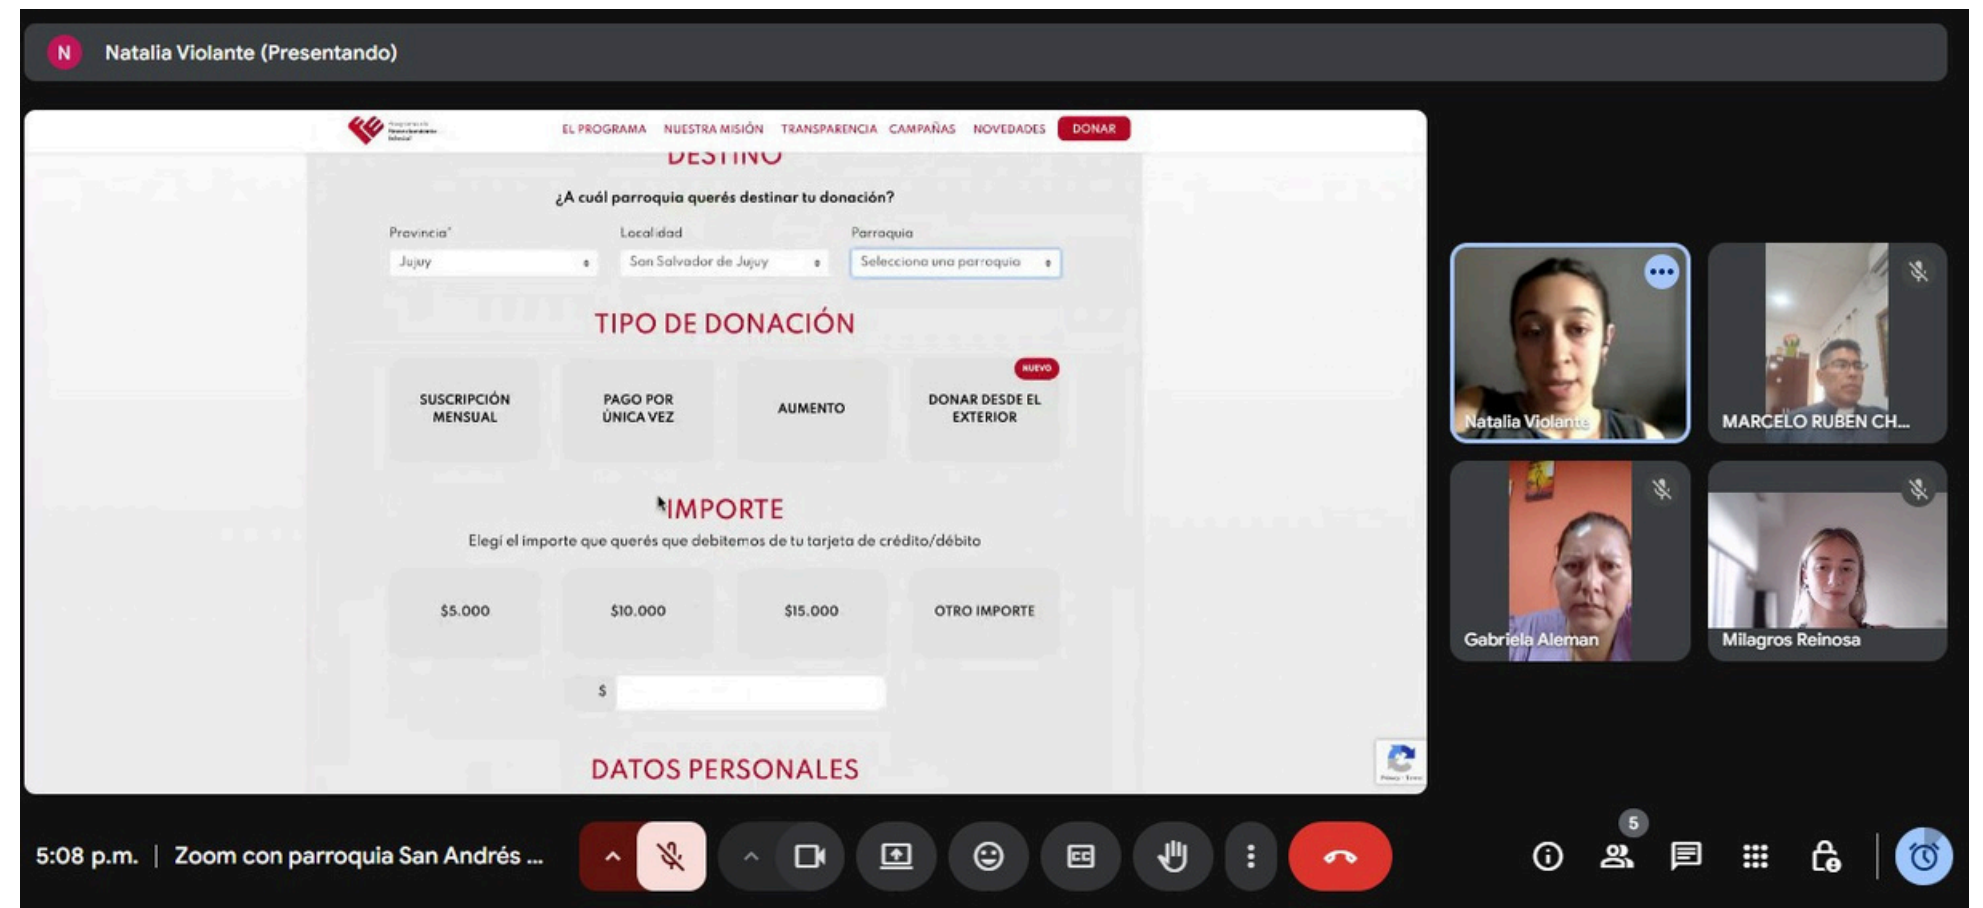 N Natalia Violante (Presentando)
EL PROGRAMA NUESTRA MISIÓN TRANSPARENCIA CAMPAÑAS NOVEDADES DONAR
DESTINO
¿A cuál parroquia querés destinar tu donación?
Provincia* Localidad Parroquia
Jujuy San Salvador de Jujuy Selecciona una parroquia
TIPO DE DONACIÓN
NUEVO
SUSCRIPCIÓN MENSUAL
PAGO POR ÚNICA VEZ
AUMENTO
DONAR DESDE EL EXTERIOR
IMPORTE
Elegí el importe que querés que debitemos de tu tarjeta de crédito/débito
$5.000 $10.000 $15.000 OTRO IMPORTE
$
DATOS PERSONALES
Natalia Violante
MARCELO RUBEN CH...
Gabriela Aleman
Milagros Reinosa
5:08 p.m. | Zoom con parroquia San Andrés ...
CC
5